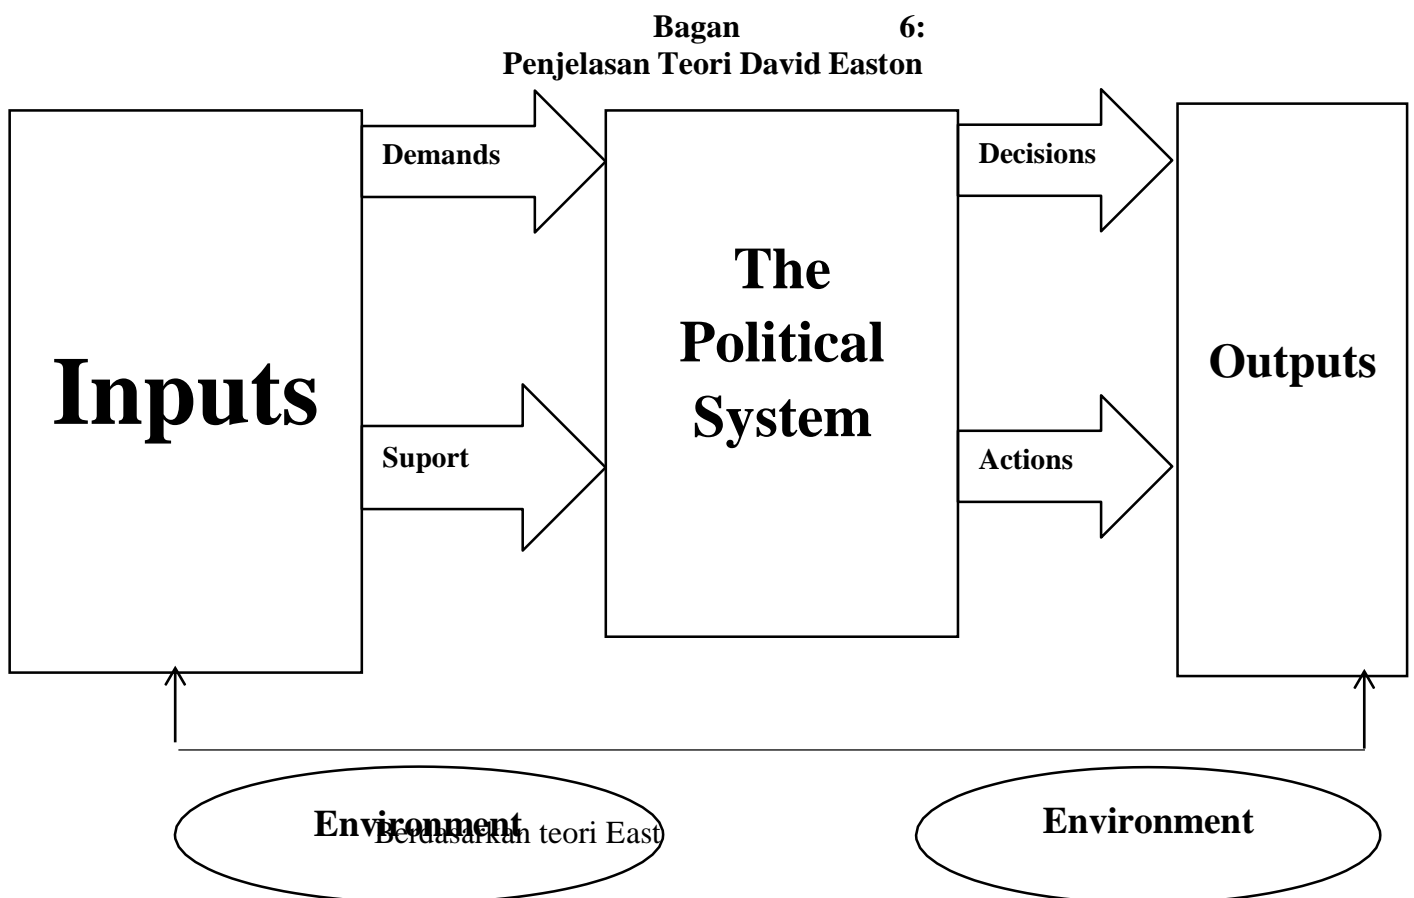 Bagan 6:
Penjelasan Teori David Easton
Demands
Decisions
Inputs
The
Political
System
Outputs
Suport
Actions
Environment
Berdasarkan teori East
Environment